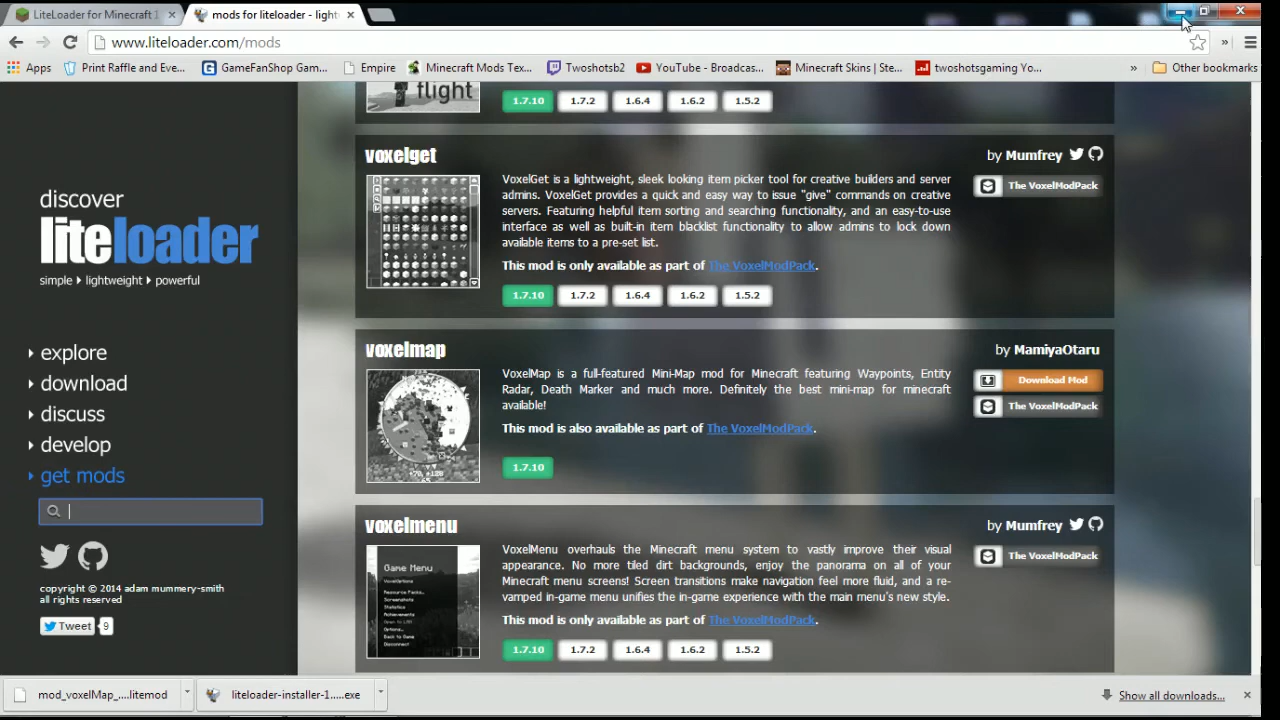 LiteLoader for Minecraft 1
mods for liteloader - light
www.liteloader.com/mods
Apps
Print Raffle and Eve...
GameFanShop Gam...
Empire
Minecraft Mods Tex...
Twoshotsb2
YouTube - Broadcas...
Minecraft Skins | Ste...
twoshotsgaming Yo...
»
Other bookmarks
discover
liteloader
simple lightweight powerful
explore
download
discuss
develop
get mods
copyright © 2014 adam mummery-smith
all rights reserved
Tweet 9
flight
1.7.10 1.7.2 1.6.4 1.6.2 1.5.2
voxelget
by Mumfrey
VoxelGet is a lightweight, sleek looking item picker tool for creative builders and server
admins. VoxelGet provides a quick and easy way to issue "give" commands on creative
servers. Featuring helpful item sorting and searching functionality, and an easy-to-use
interface as well as built-in item blacklist functionality to allow admins to lock down
available items to a pre-set list.
This mod is only available as part of The VoxelModPack.
The VoxelModPack
1.7.10 1.7.2 1.6.4 1.6.2 1.5.2
voxelmap
by MamiyaOtaru
VoxelMap is a full-featured Mini-Map mod for Minecraft featuring Waypoints, Entity
Radar, Death Marker and much more. Definitely the best mini-map for minecraft
available!
This mod is also available as part of The VoxelModPack.
Download Mod
The VoxelModPack
1.7.10
voxelmenu
by Mumfrey
Game Menu
VoxelOptions
Resource Packs...
Screenshots
Statistics
Achievements
Open to LAN
Options...
Back to Game
Disconnect
VoxelMenu overhauls the Minecraft menu system to vastly improve their visual
appearance. No more tiled dirt backgrounds, enjoy the panorama on all of your
Minecraft menu screens! Screen transitions make navigation feel more fluid, and a re-
vamped in-game menu unifies the in-game experience with the main menu's new style.
This mod is only available as part of The VoxelModPack.
The VoxelModPack
1.7.10 1.7.2 1.6.4 1.6.2 1.5.2
mod_voxelMap_....litemod
liteloader-installer-1.....exe
Show all downloads...